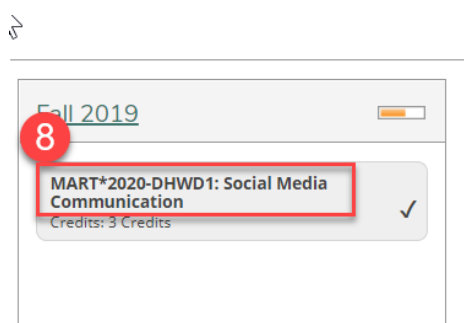 Fall 2019
8
MART*2020-DHWD1: Social Media
Communication
Credits: 3 Credits